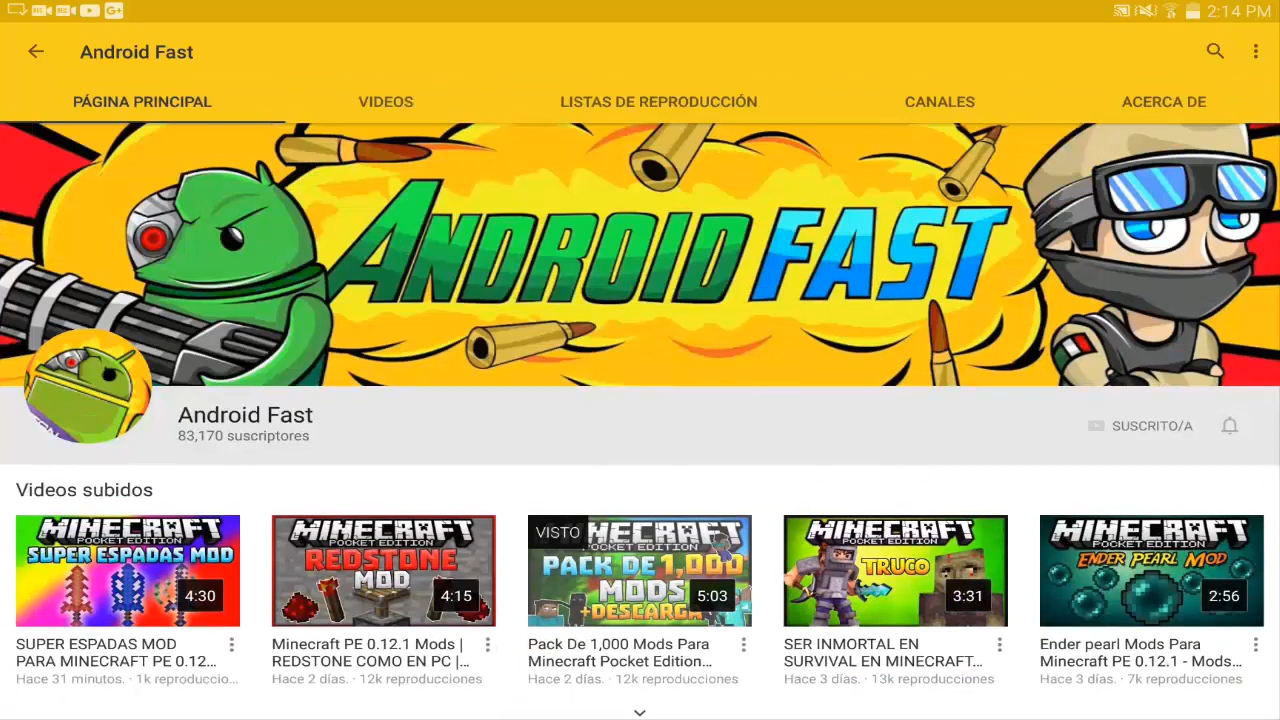 2:14 PM
Android Fast
PÁGINA PRINCIPAL
VIDEOS
LISTAS DE REPRODUCCIÓN
CANALES
ACERCA DE
ANDROID FAST
Android Fast
83,170 suscriptores
SUSCRITO/A
Videos subidos
MINECRAFT
POCKET EDITION
SUPER ESPADAS MOD
4:30
MINECRAFT
POCKET EDITION
REDSTONE
MOD
4:15
VISTO
MINECRAFT
POCKET EDITION
PACK DE 1,000
MODS
+DESCARGA
5:03
MINECRAFT
POCKET EDITION
TRUCO
3:31
MINECRAFT
POCKET EDITION
ENDER PEARL MOD
2:56
SUPER ESPADAS MOD
PARA MINECRAFT PE 0.12...
Hace 31 minutos. · 1k reproduccio...
Minecraft PE 0.12.1 Mods |
REDSTONE COMO EN PC |...
Hace 2 días. · 12k reproducciones
Pack De 1,000 Mods Para
Minecraft Pocket Edition...
Hace 2 días. · 12k reproducciones
SER INMORTAL EN
SURVIVAL EN MINECRAFT...
Hace 3 días. · 13k reproducciones
Ender pearl Mods Para
Minecraft PE 0.12.1 - Mods...
Hace 3 días. · 7k reproducciones